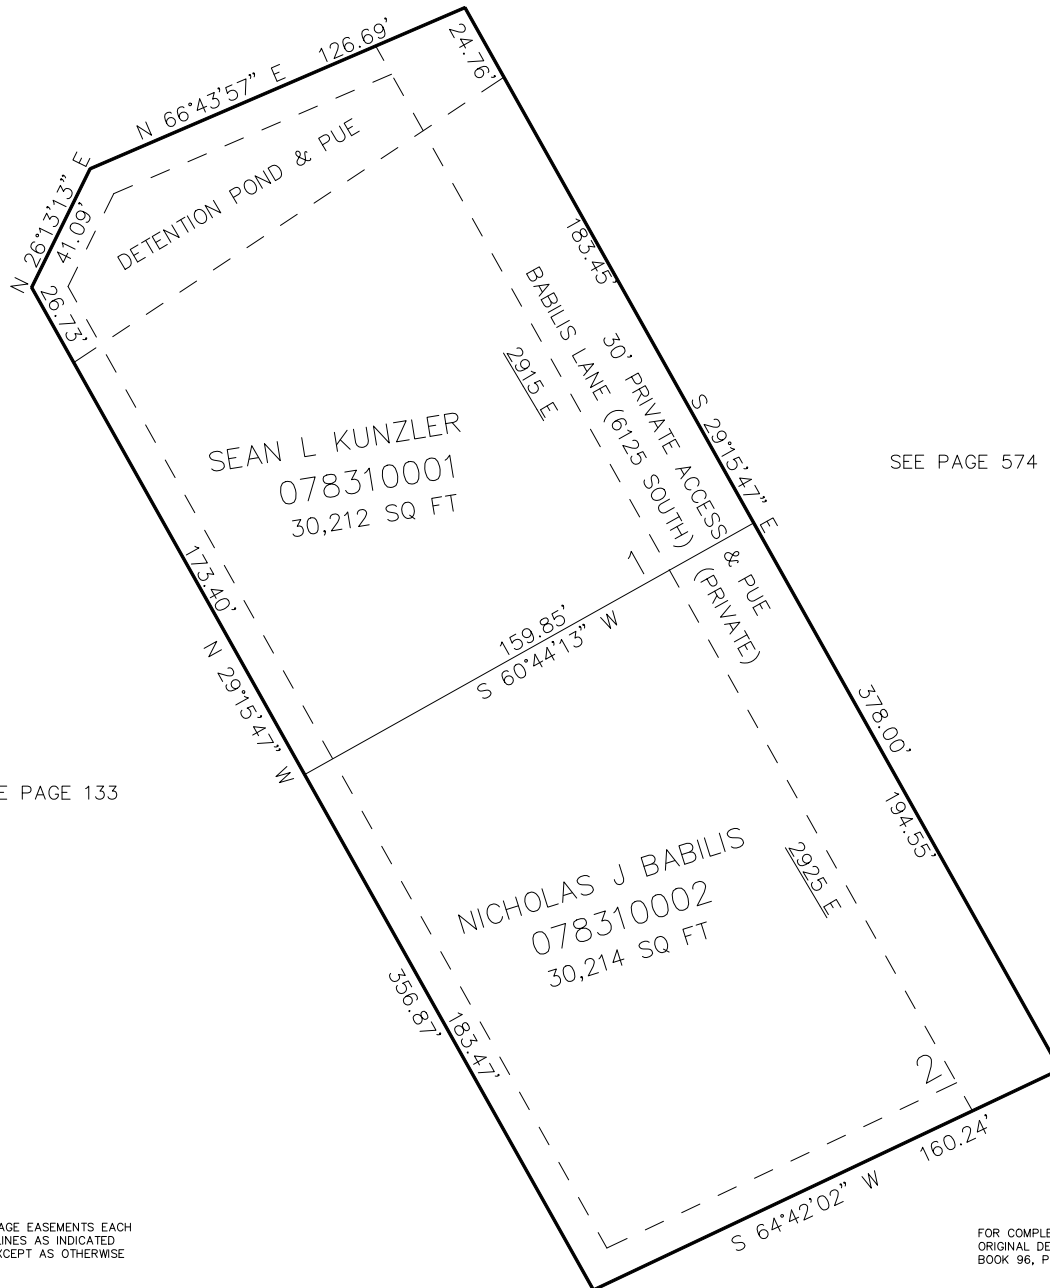 126.69'
24.76'
N 66°43'57" E
N 26°13'13" E
41.09'
DETENTION POND & PUE
26.73'
183.45'
BABILIS LANE (6125 SOUTH)
30' PRIVATE ACCESS & PUE
(PRIVATE)
2915 E
S 29°15'47" E
SEE PAGE 574
SEAN L KUNZLER
078310001
30,212 SQ FT
173.40'
1
159.85'
S 60°44'13" W
N 29°15'47" W
378.00'
PAGE 133
194.55'
2925 E
NICHOLAS J BABILIS
078310002
30,214 SQ FT
356.87'
183.47'
2
160.24'
S 64°42'02" W
EASEMENTS EACH
LINES AS INDICATED
AS OTHERWISE
FOR
ORIGINAL
BOOK 96,